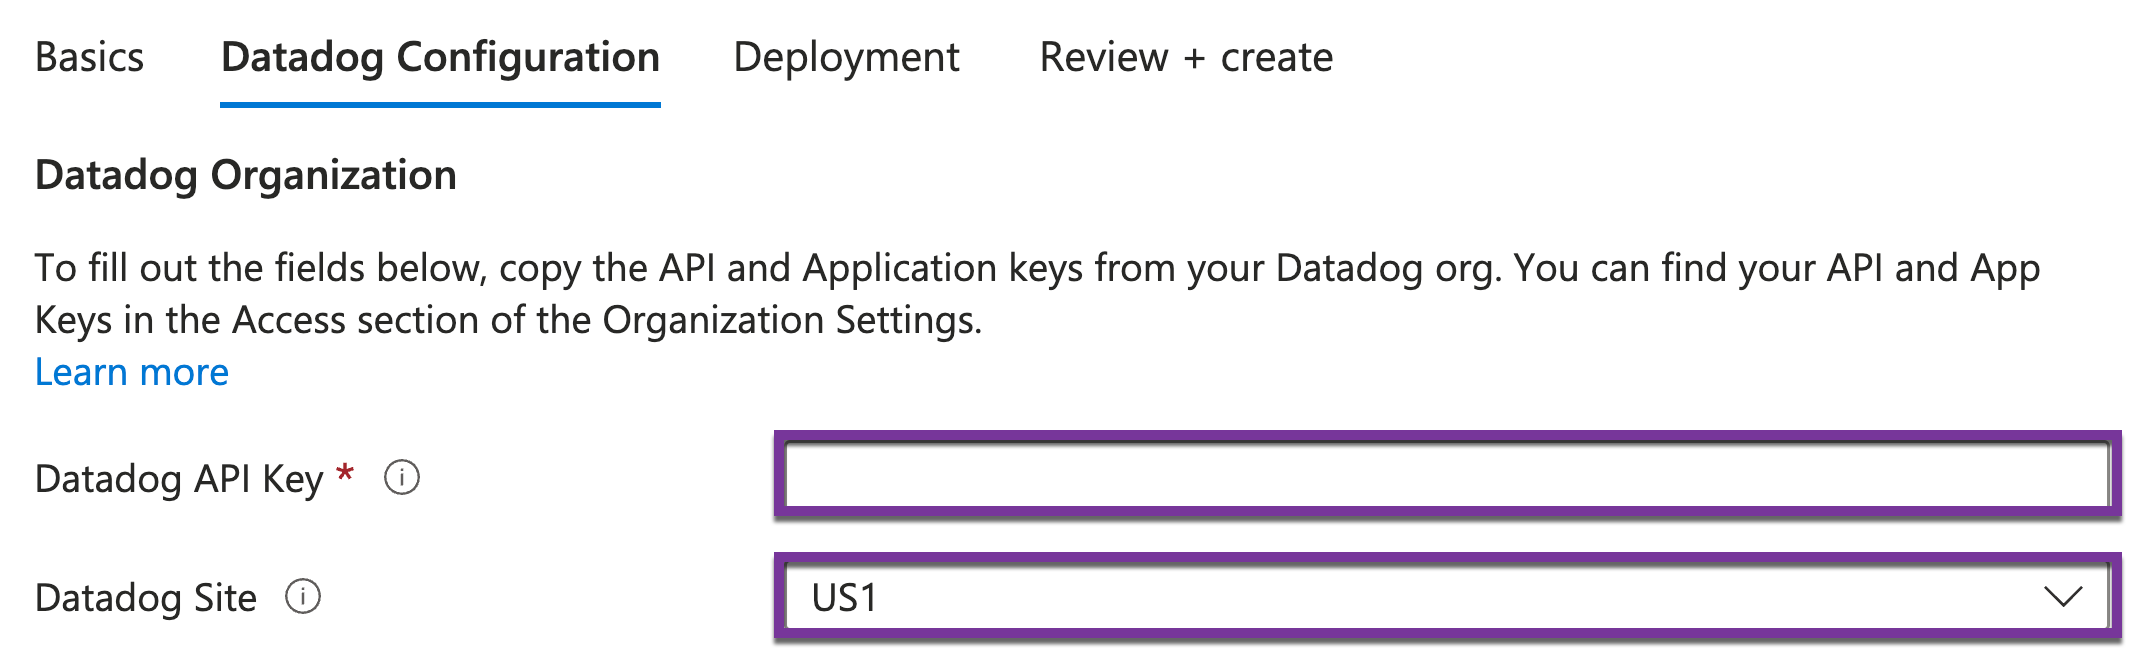 Basics Datadog Configuration Deployment Review + create
Datadog Organization
To fill out the fields below, copy the API and Application keys from your Datadog org. You can find your API and App
Keys in the Access section of the Organization Settings.
Learn more
Datadog API Key *
Datadog Site US1